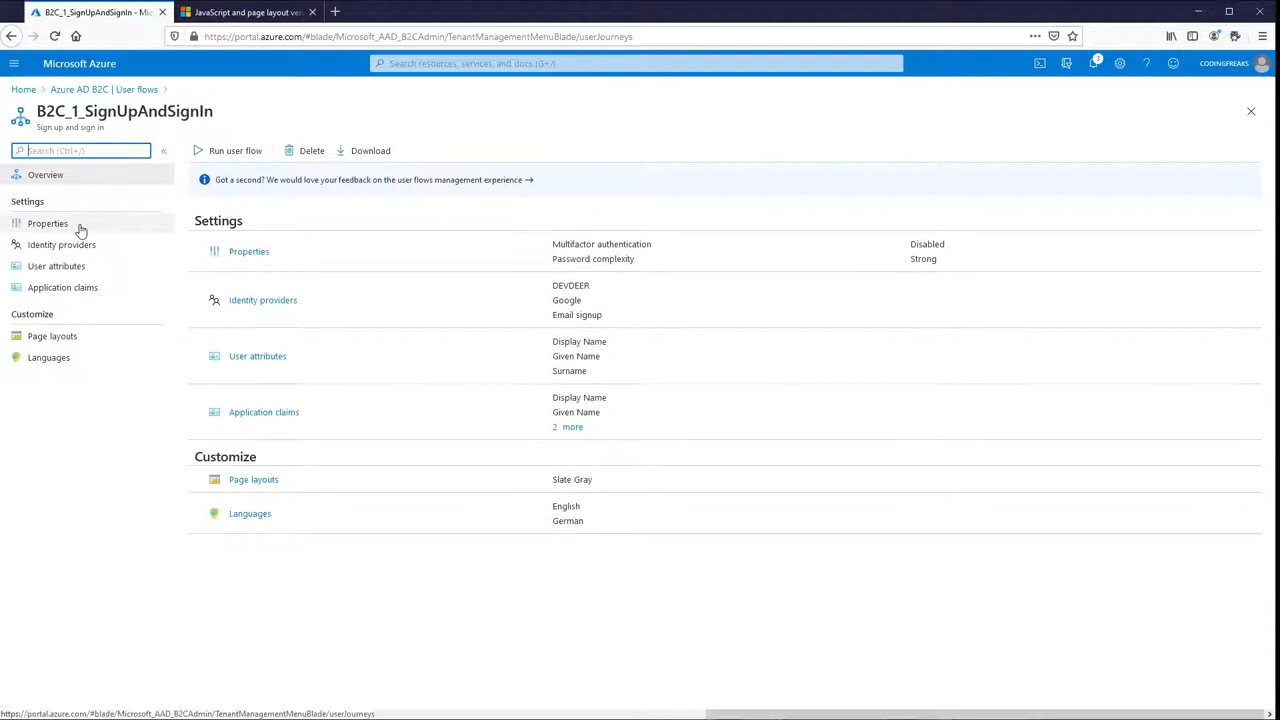 B2C_1_SignUpAndSignIn - Mic
JavaScript and page layout ver
https://portal.azure.com/#blade/Microsoft_AAD_B2CAdmin/TenantManagementMenuBlade/userJourneys
Microsoft Azure
Search resources, services, and docs (G+/)
3
CODINGFREAKS
Home > Azure AD B2C | User flows >
B2C_1_SignUpAndSignIn
Sign up and sign in
Search (Ctrl+/)
«
Run user flow
Delete
Download
Overview
Got a second? We would love your feedback on the user flows management experience →
Settings
Properties
Identity providers
User attributes
Application claims
Customize
Page layouts
Languages
Settings
Properties
Multifactor authentication
Disabled
Password complexity
Strong
Identity providers
DEVDEER
Google
Email signup
User attributes
Display Name
Given Name
Surname
Application claims
Display Name
Given Name
2 more
Customize
Page layouts
Slate Gray
Languages
English
German
https://portal.azure.com/#blade/Microsoft_AAD_B2CAdmin/TenantManagementMenuBlade/userJourneys